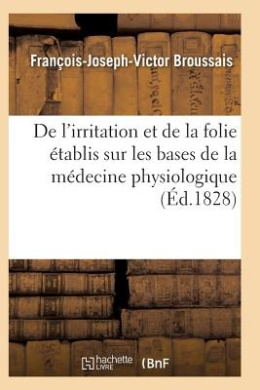 François-Joseph-Victor Broussais
De l'irritation et de la folie
établis sur les bases de la
médecine physiologique
(Éd.1828)
hachette
LIVRE
{BnF